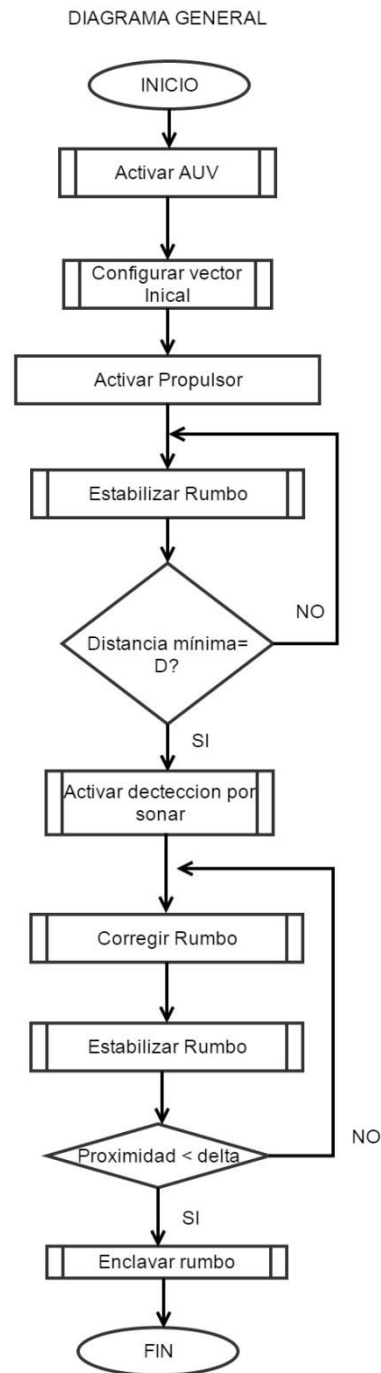 DIAGRAMA GENERAL
INICIO
Activar AUV
Configurar vector
Inical
Activar Propulsor
Estabilizar Rumbo
NO
Distancia mínima=
D?
SI
Activar decteccion por
sonar
Corregir Rumbo
Estabilizar Rumbo
NO
Proximidad < delta
SI
Enclavar rumbo
FIN